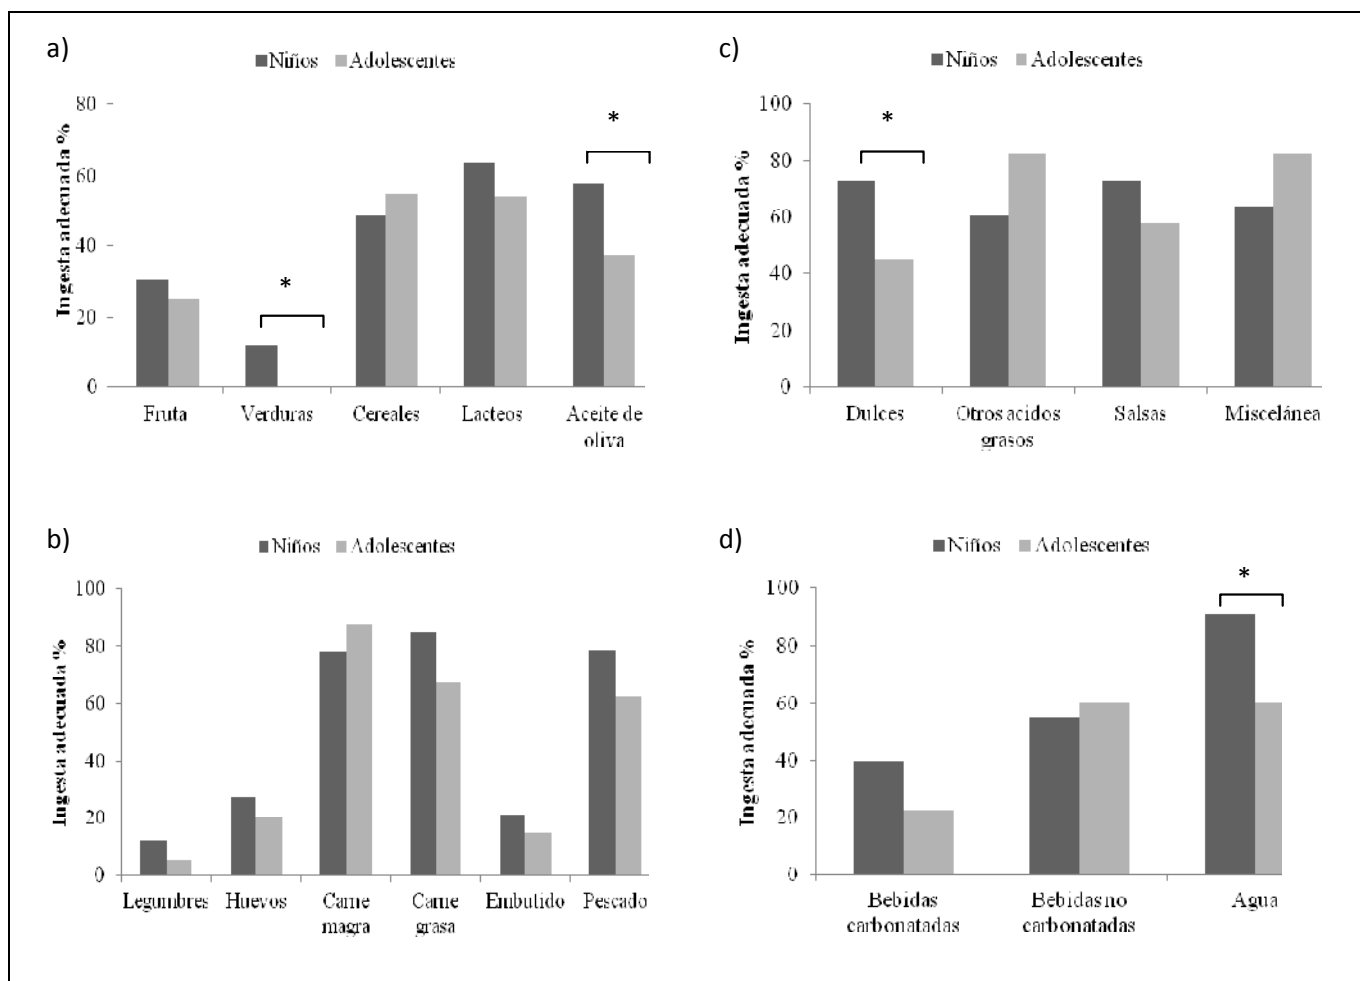 a)
Niños Adolescentes
Ingesta adecuada %
80
60
40
20
0
*
*
Fruta Verduras Cereales Lacteos Aceite de
oliva
c)
Niños Adolescentes
Ingesta adecuada %
100
80
60
40
20
0
*
Dulces Otros acidos Salsas Miscelánea
grasos
b)
Niños Adolescentes
Ingesta adecuada %
100
80
60
40
20
0
Legumbres Huevos Carne Carne Embutido Pescado
magra grasa
d)
Niños Adolescentes
Ingesta adecuada %
100
80
60
40
20
0
*
Bebidas Bebidas no Agua
carbonatadas carbonatadas